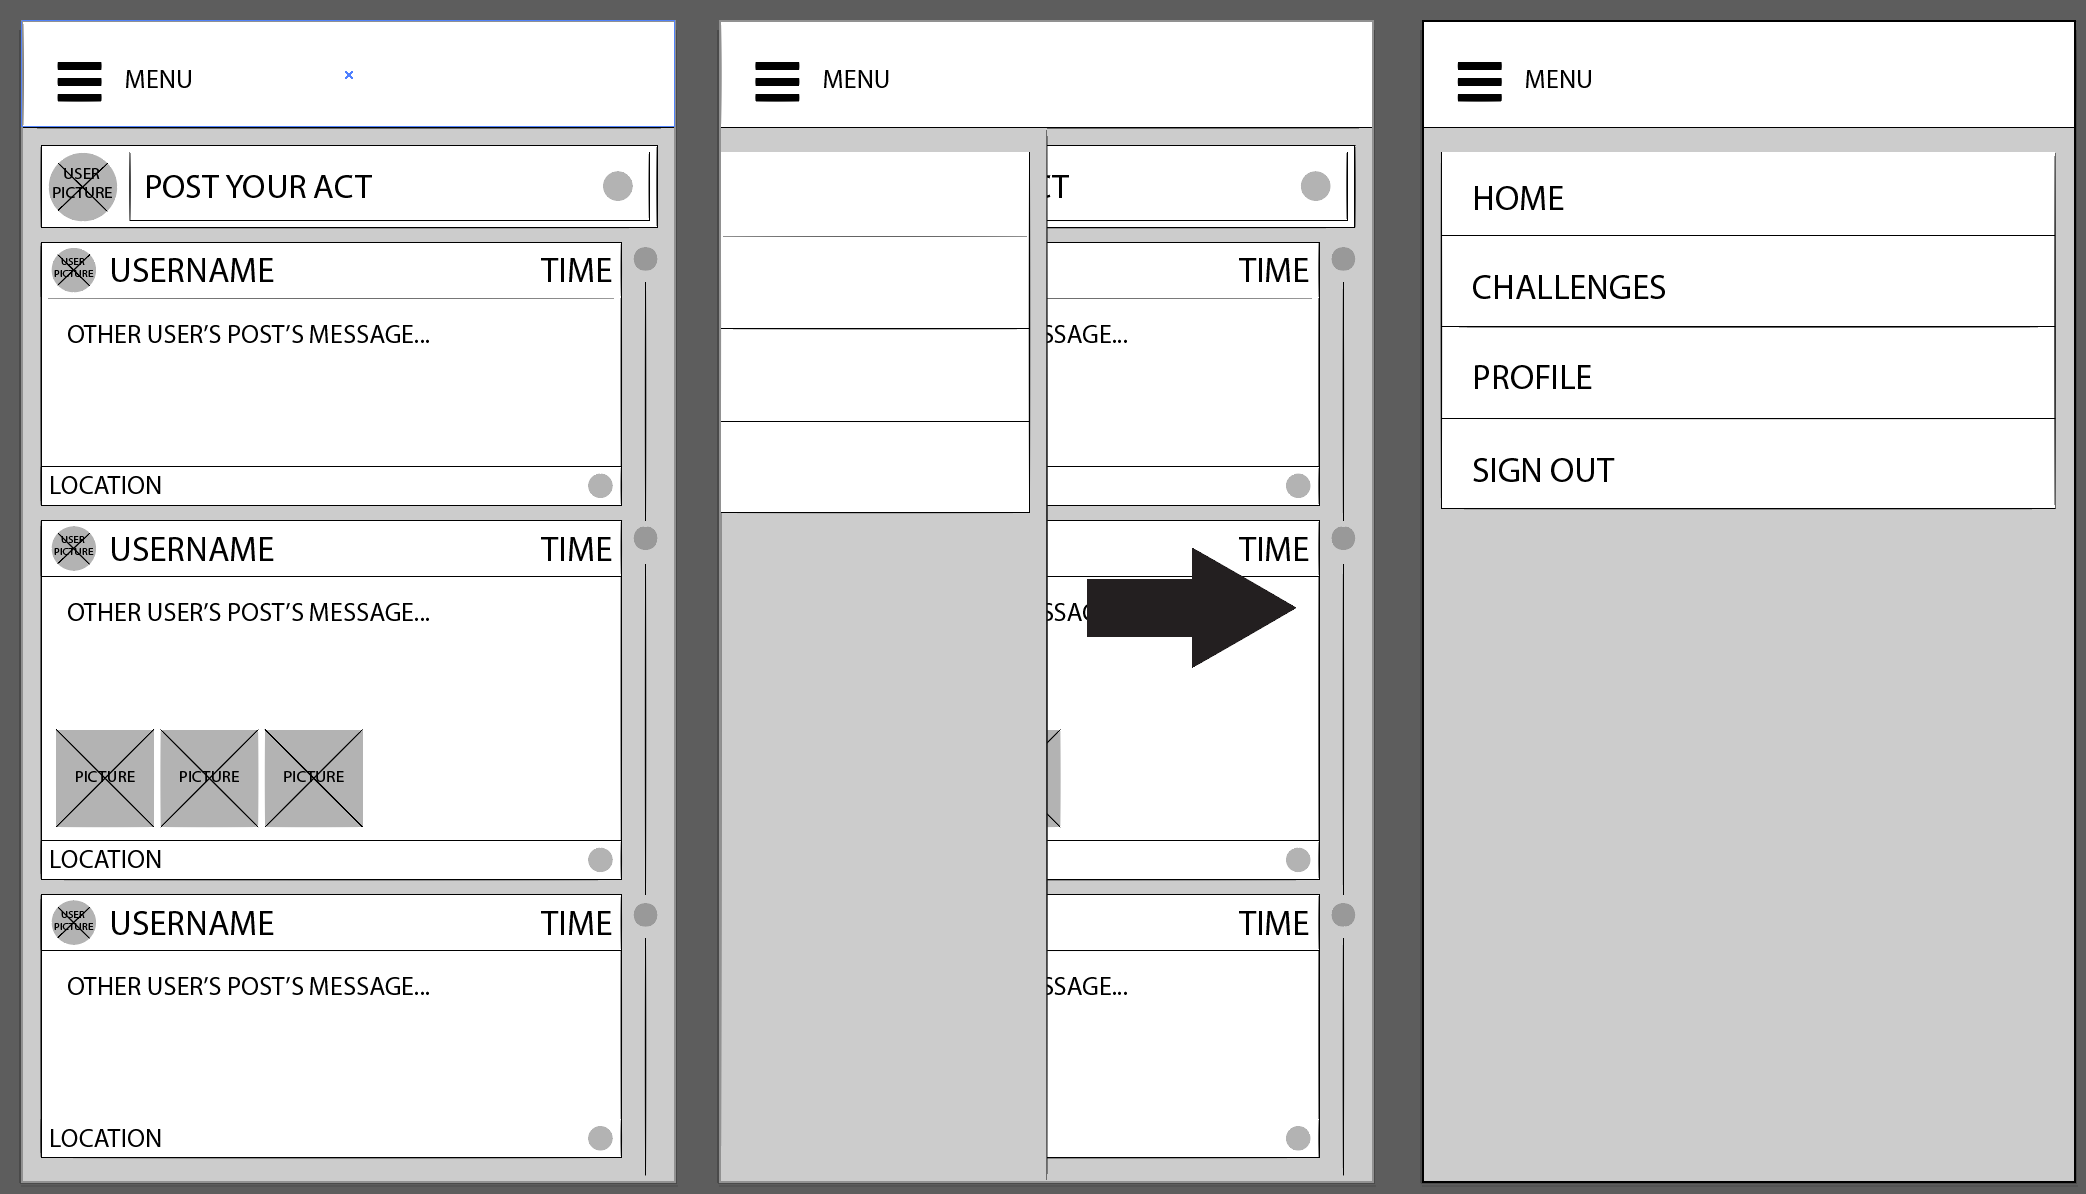 MENU
USER
PICTURE
POST YOUR ACT
USER
PICTURE
USERNAME
TIME
OTHER USER’S POST’S MESSAGE...
LOCATION
USER
PICTURE
USERNAME
TIME
OTHER USER’S POST’S MESSAGE...
PICTURE
PICTURE
PICTURE
LOCATION
USER
PICTURE
USERNAME
TIME
OTHER USER’S POST’S MESSAGE...
LOCATION
MENU
CT
TIME
SSAGE...
TIME
SSAG
TIME
SSAGE...
MENU
HOME
CHALLENGES
PROFILE
SIGN OUT